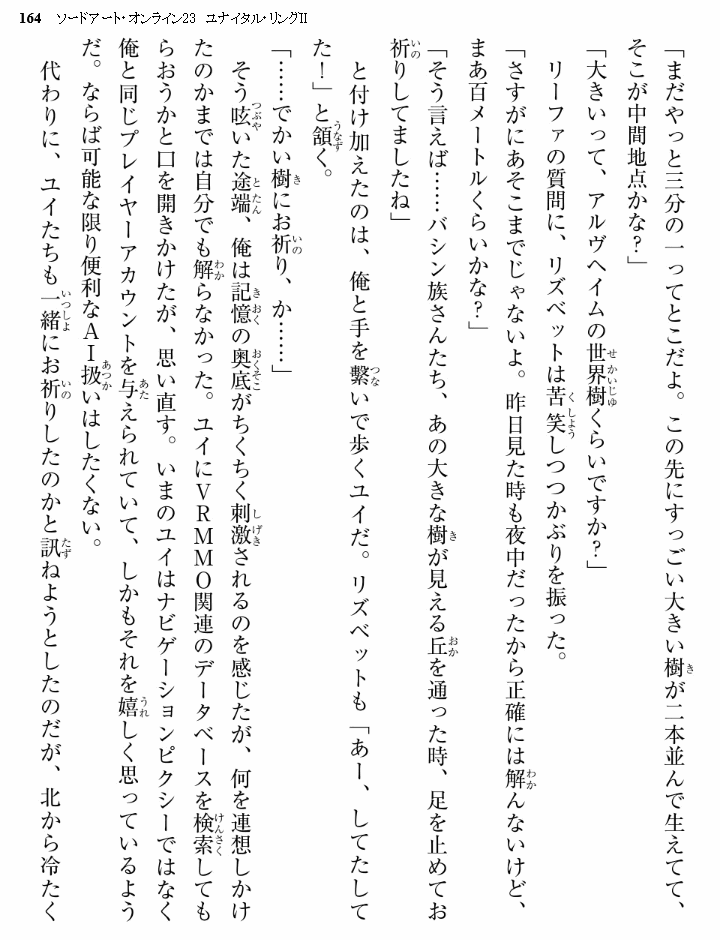 164 ソードアート・オンライン23 ユナイタル・リングⅡ
「まだやっと三分の一ってとこだよ。この先にすっごい大きい樹が二本並んで生えてて、
そこが中間地点かな？」
「大きいって、アルヴヘイムの世界樹くらいですか？」
リーファの質問に、リズベットは苦笑しつつかぶりを振った。
「さすがにあそこまでじゃないよ。昨日見た時も夜中だったから正確には解んないけど、
まあ百メートルくらいかな？」
「そう言えば……バシン族さんたち、あの大きな樹が見える丘を通った時、足を止めてお
祈りしてましたね」
と付け加えたのは、俺と手を繋いで歩くユイだ。リズベットも「あー、してたして
た！」と頷く。
「……でかい樹にお祈り、か……」
そう呟いた途端、俺は記憶の奥底がちくちく刺激されるのを感じたが、何を連想しかけ
たのかまでは自分でも解らなかった。ユイにＶＲＭＭＯ関連のデータベースを検索しても
らおうかと口を開きかけたが、思い直す。いまのユイはナビゲーションピクシーではなく
俺と同じプレイヤーアカウントを与えられていて、しかもそれを嬉しく思っているよう
だ。ならば可能な限り便利なＡＩ扱いはしたくない。
代わりに、ユイたちも一緒にお祈りしたのかと訊ねようとしたのだが、北から冷たく